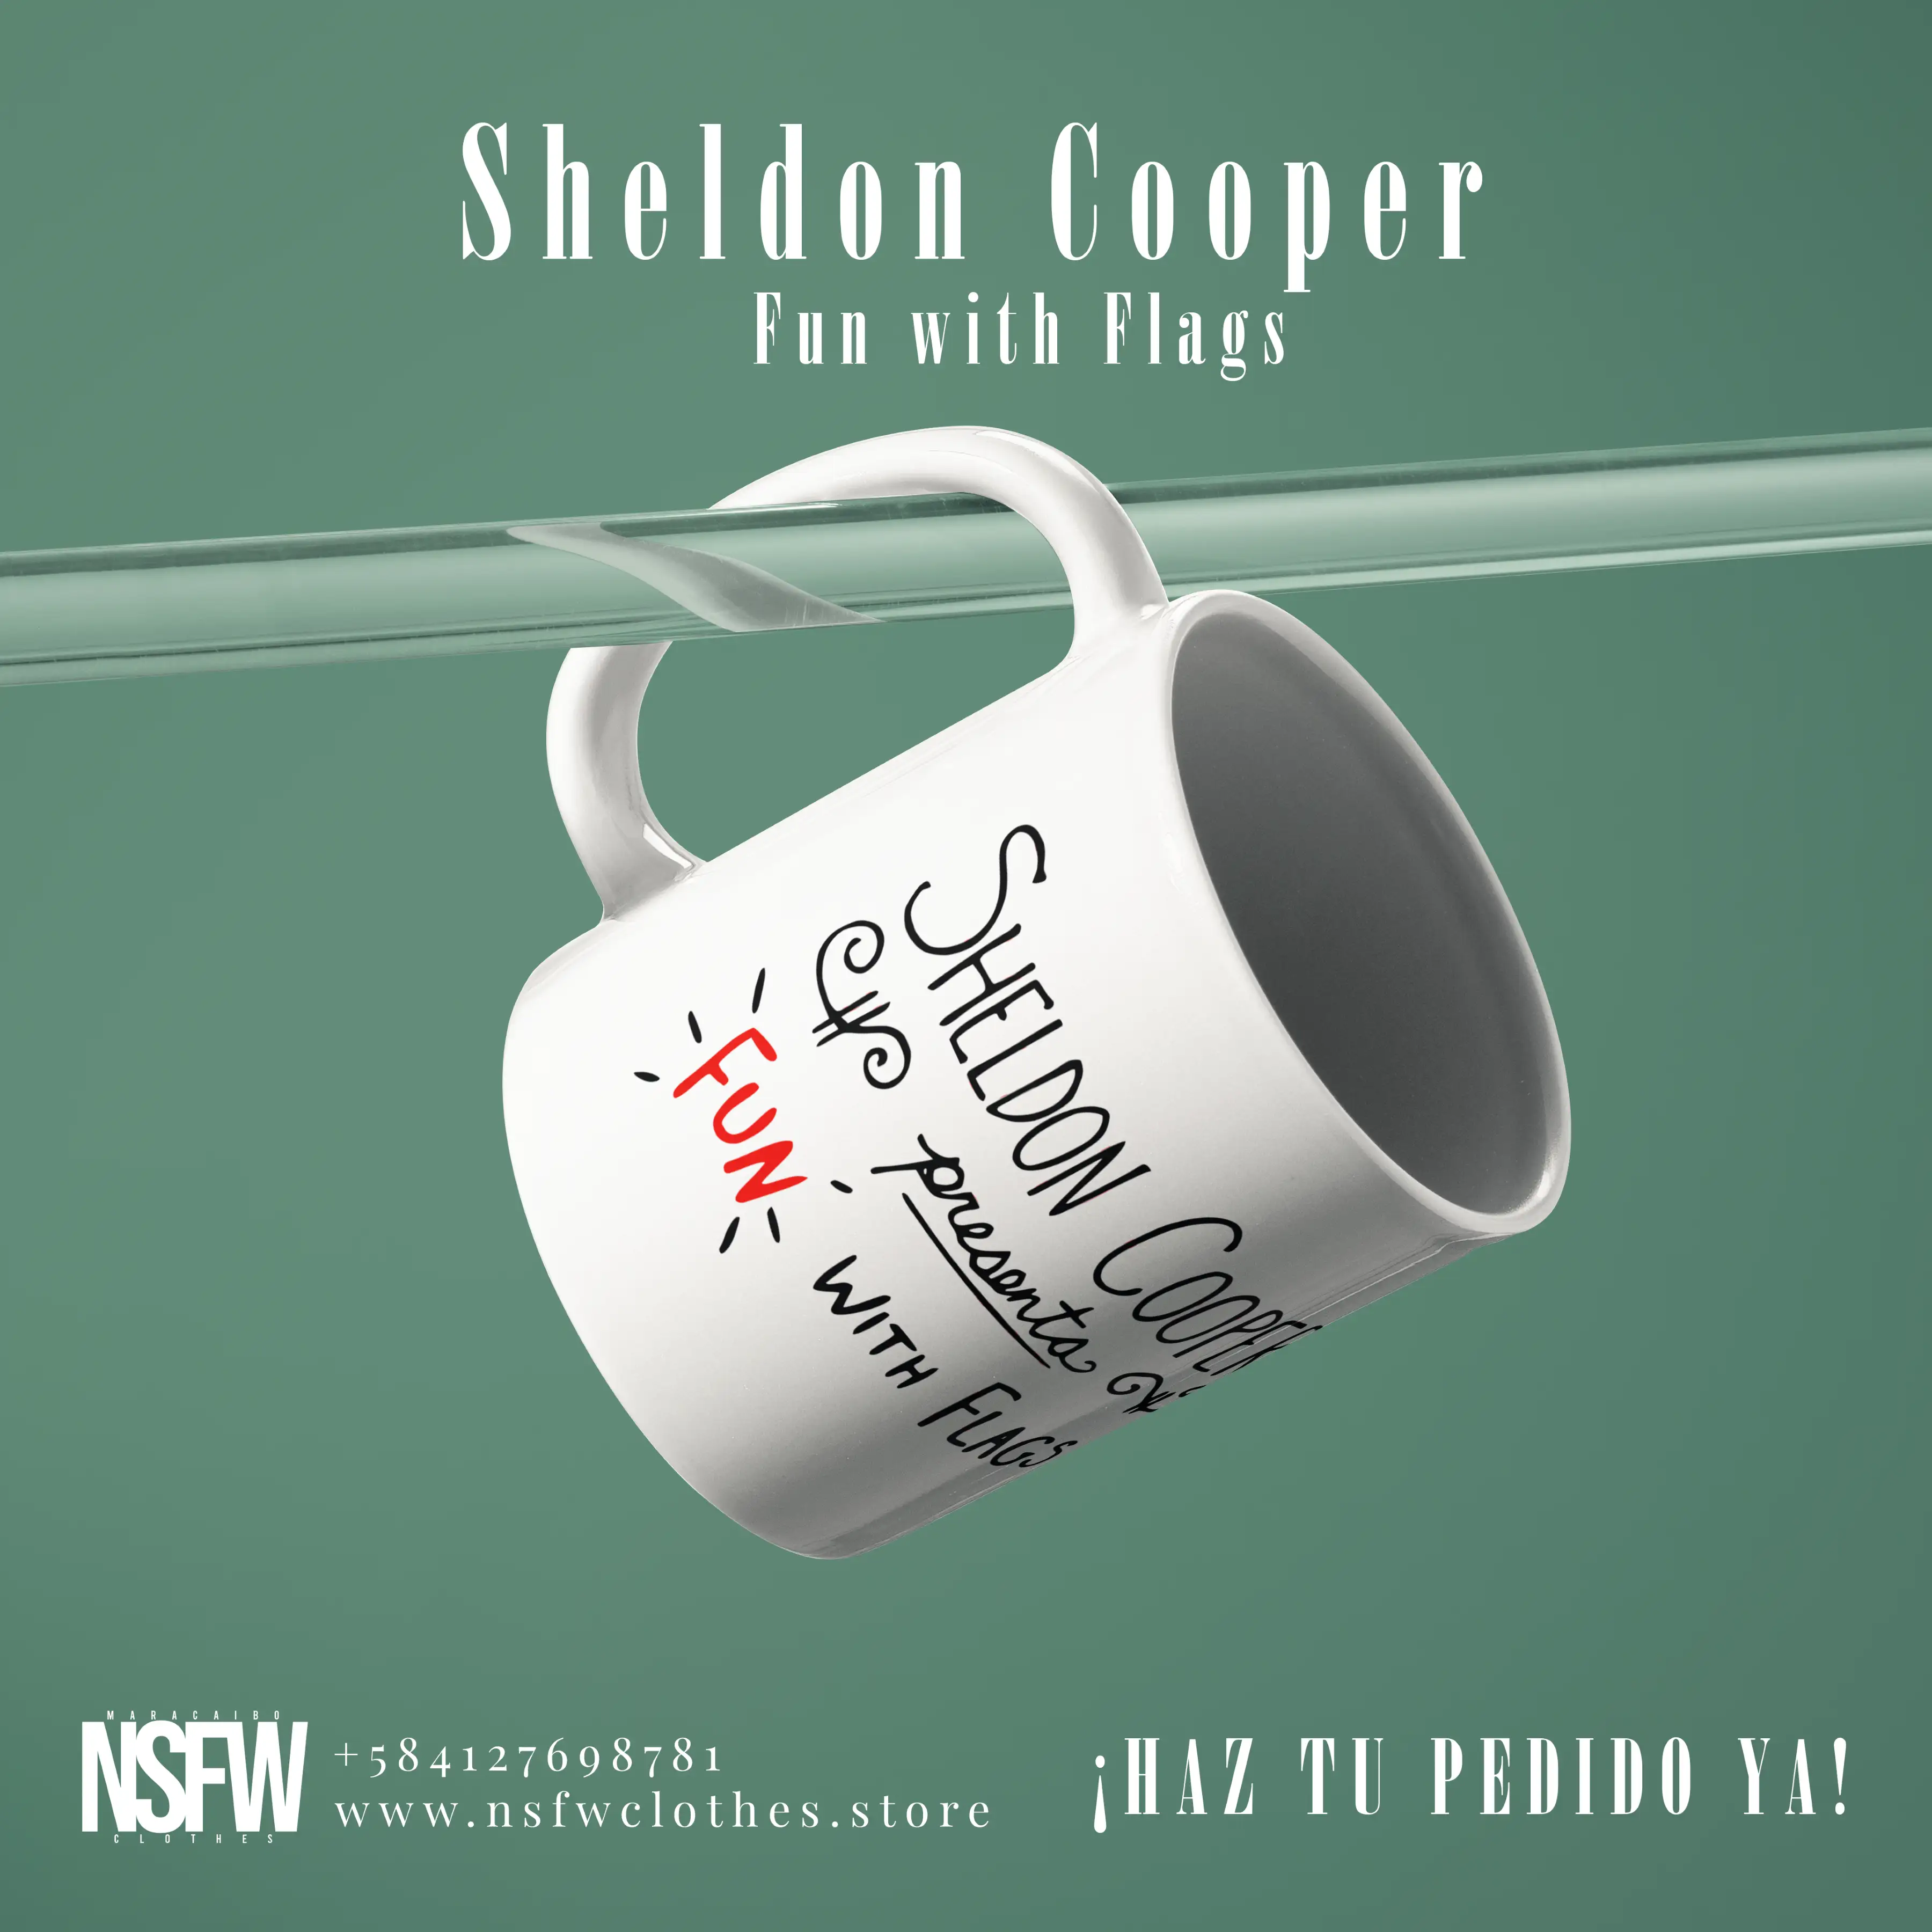 Sheldon Cooper
Fun with Flags
SHELDON COOPER
presents
FUN WITH FLAGS
MARACAIBO
NSFW
CLOTHES
+584127698781
www.nsfwclothes.store
¡HAZ TU PEDIDO YA!